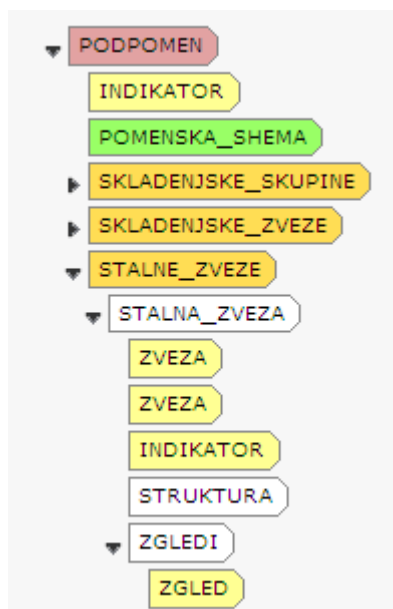 PODPOMEN
INDIKATOR
POMENSKA_SHEMA
SKLADENJSKE_SKUPINE
SKLADENJSKE_ZVEZE
STALNE_ZVEZE
STALNA_ZVEZA
ZVEZA
ZVEZA
INDIKATOR
STRUKTURA
ZGLEDI
ZGLED